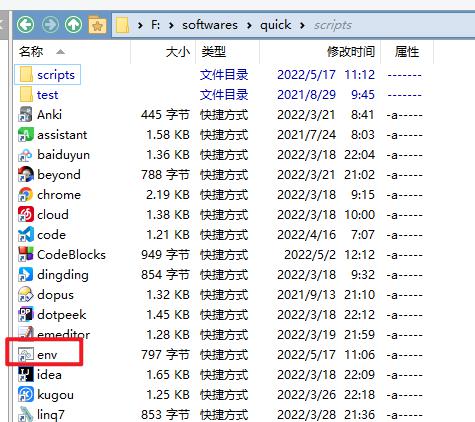 F: softwares quick scripts
名称 大小 类型 修改时间 属性
scripts 文件目录 2022/5/17 11:12 -------
test 文件目录 2021/8/29 9:45 -------
Anki 445 字节 快捷方式 2022/3/21 8:41 -a-----
assistant 1.58 KB 快捷方式 2021/7/24 8:03 -a-----
baiduyun 1.36 KB 快捷方式 2022/3/18 22:04 -a-----
beyond 788 字节 快捷方式 2022/3/21 21:02 -a-----
chrome 2.19 KB 快捷方式 2022/3/18 9:15 -a-----
cloud 1.38 KB 快捷方式 2022/3/18 10:00 -a-----
code 1.21 KB 快捷方式 2022/4/16 7:07 -a-----
CodeBlocks 949 字节 快捷方式 2022/5/2 12:12 -a-----
dingding 854 字节 快捷方式 2022/3/18 9:32 -a-----
dopus 1.32 KB 快捷方式 2021/9/13 21:10 -a-----
dotpeek 1.45 KB 快捷方式 2022/3/18 22:12 -a-----
emeditor 1.28 KB 快捷方式 2022/3/19 21:59 -a-----
env 797 字节 快捷方式 2022/5/17 11:06 -a-----
idea 1.65 KB 快捷方式 2022/3/18 22:09 -a-----
kugou 1.25 KB 快捷方式 2022/3/26 22:18 -a-----
linq7 853 字节 快捷方式 2022/3/28 21:36 -a-----